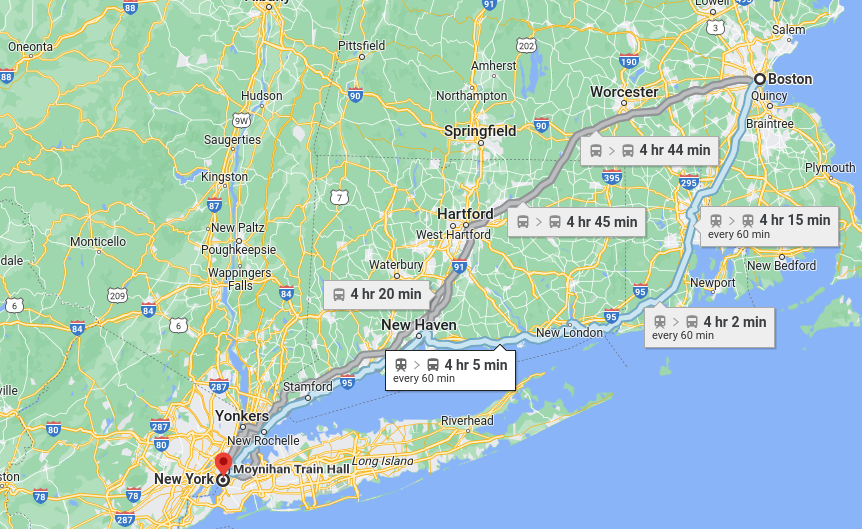 88
Albany
91
Lowell
95
3
Salem
Oneonta
Pittsfield
202
190
88
Amherst
Boston
Hudson
90
Northampton
Worcester
Quincy
9W
Springfield
90
Braintree
Saugerties
4 hr 44 min
Kingston
395
295
Plymouth
7
87
Hartford
4 hr 45 min
4 hr 15 min
every 60 min
New Paltz
West Hartford
Monticello
Poughkeepsie
dale
Waterbury
91
New Bedford
Wappingers
Falls
Newport
6
209
84
84
4 hr 20 min
95
84
6
New Haven
95
4 hr 2 min
every 60 min
New London
4 hr 5 min
every 60 min
287
Stamford
95
ville
Yonkers
80
287
Riverhead
80
New Rochelle
Long Island
Moynihan Train Hall
New York
ston
78
78
287